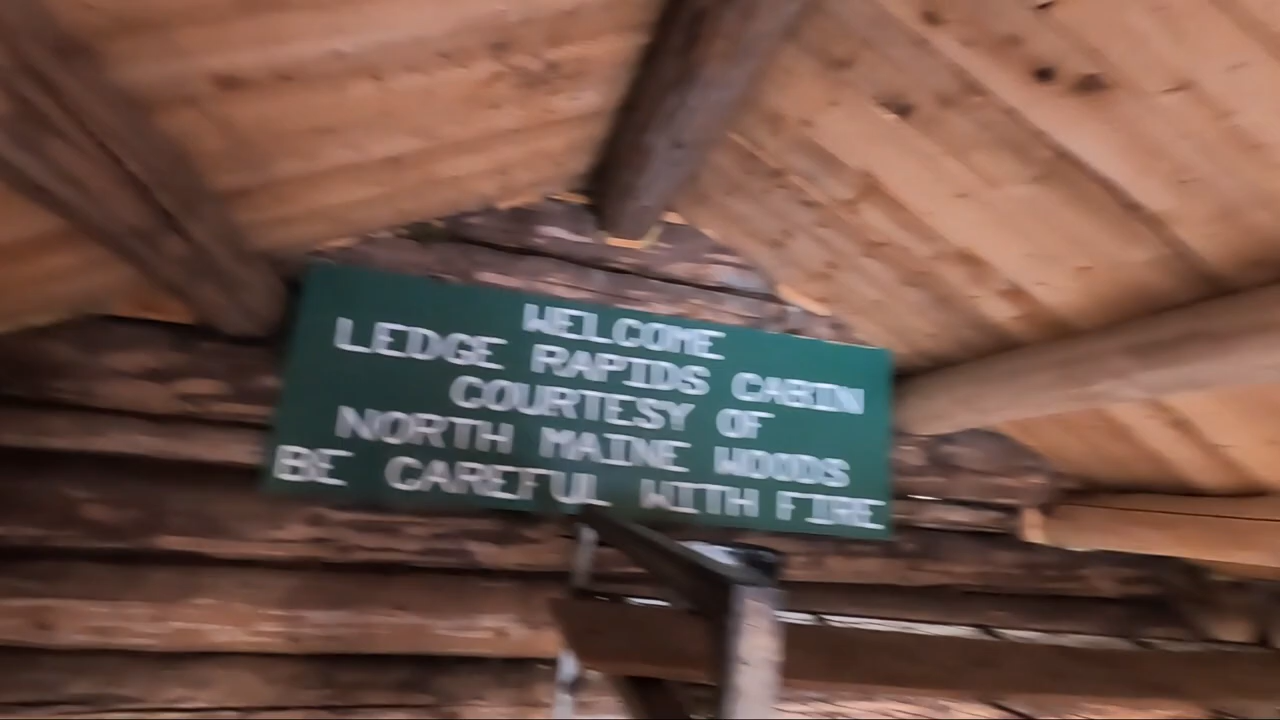 WELCOME
LEDGE RAPIDS CABIN
COURTESY OF
NORTH MAINE WOODS
BE CAREFUL WITH FIRE